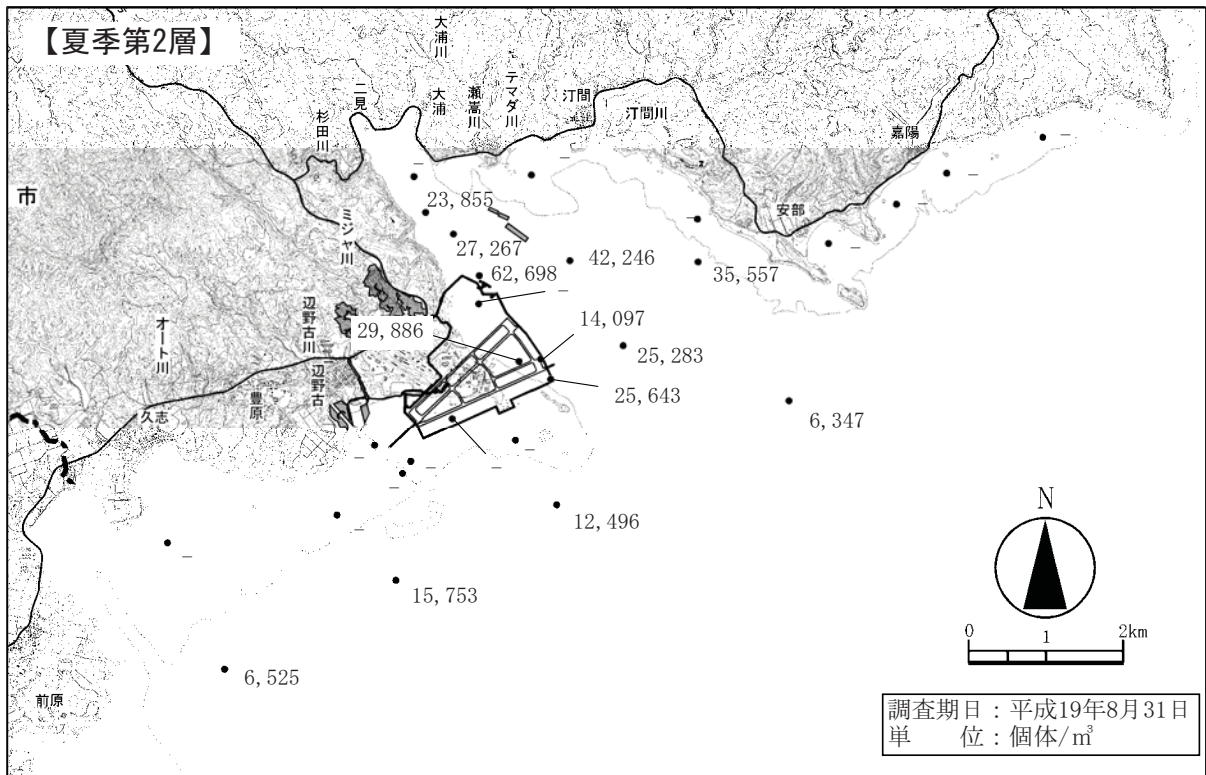 【夏季第2層】
大浦川
テマダ川
瀬嵩川
大浦
二見
杉田川
汀間
汀間川
嘉陽
安部
市
ミジャ川
辺野古川
辺野古
オート川
豊原
久志
前原
－
－
－
－
23,855
－
－
27,267
－
42,246
62,698
35,557
－
14,097
29,886
25,283
25,643
6,347
－
－
－
－
－
12,496
－
－
15,753
6,525
N
0 1 2km
調査期日：平成19年8月31日
単　　位：個体/㎥